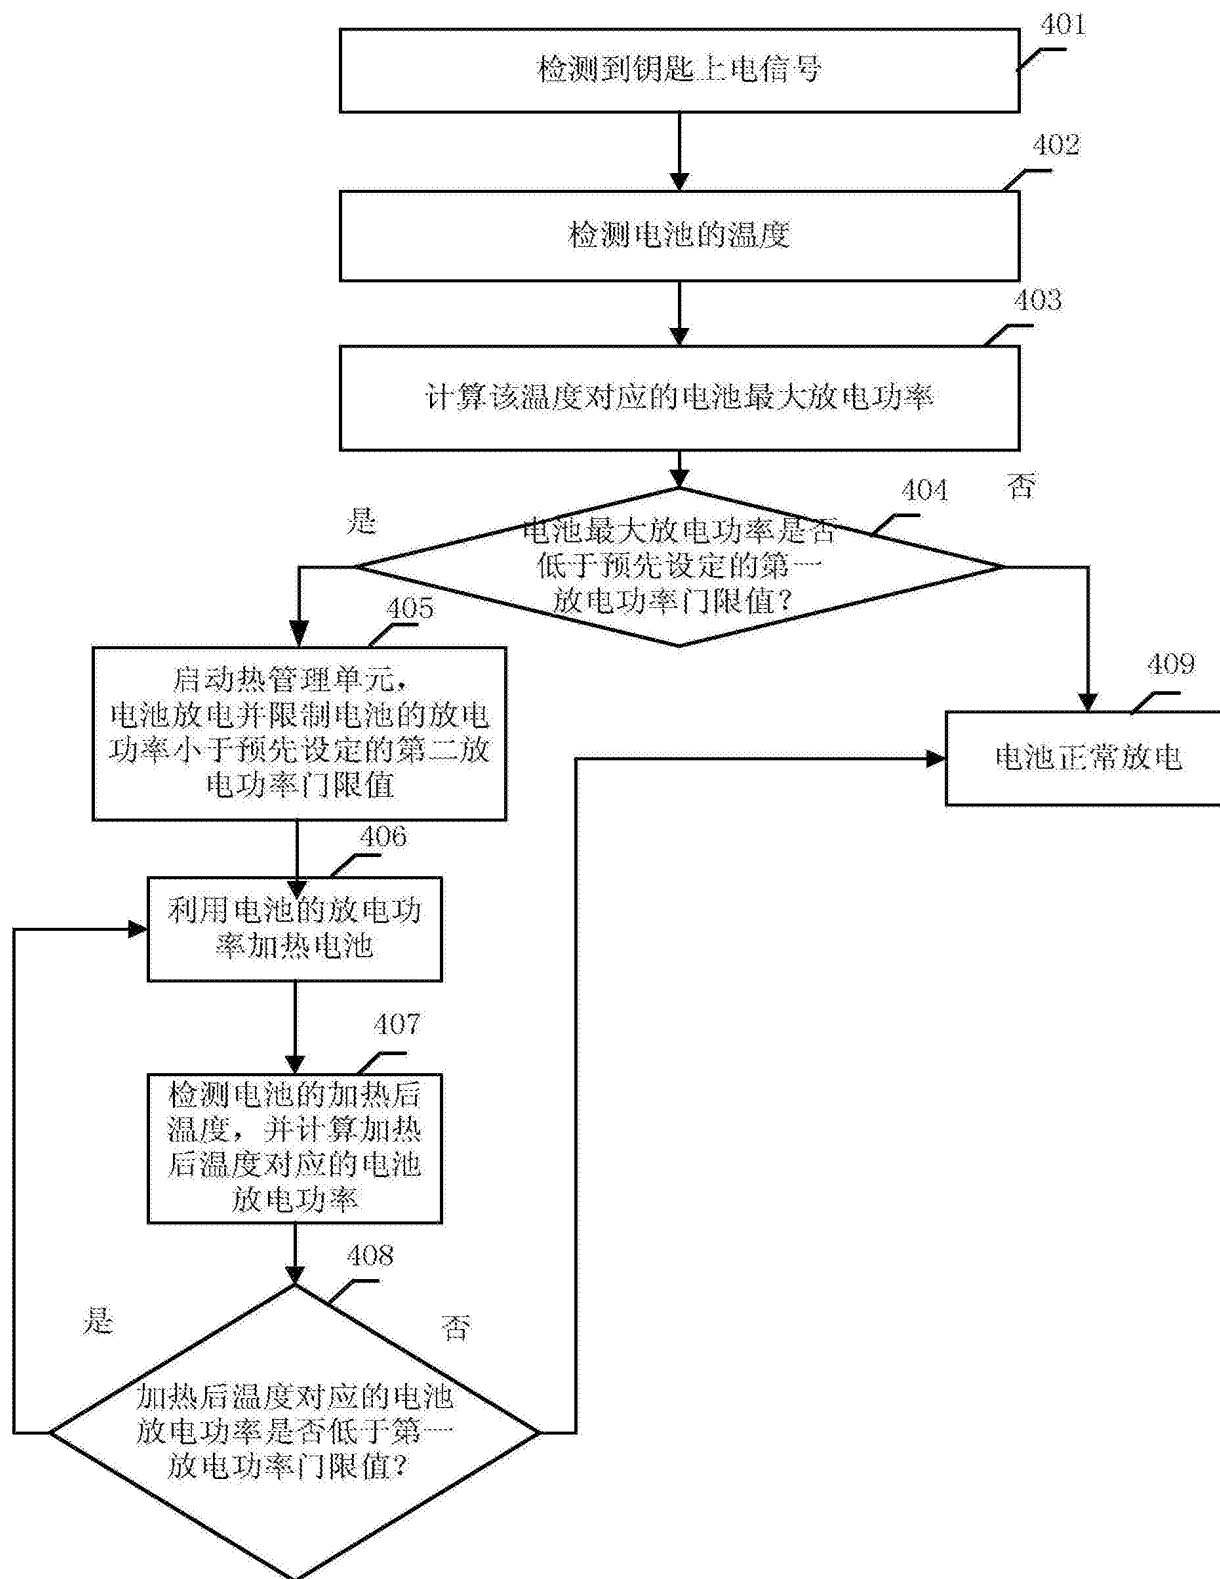 401
检测到钥匙上电信号
402
检测电池的温度
403
计算该温度对应的电池最大放电功率
404
是
否
电池最大放电功率是否
低于预先设定的第一
放电功率门限值？
405
启动热管理单元，
电池放电并限制电池的放电
功率小于预先设定的第二放
电功率门限值
409
电池正常放电
406
利用电池的放电功
率加热电池
407
检测电池的加热后
温度，并计算加热
后温度对应的电池
放电功率
408
是
否
加热后温度对应的电池
放电功率是否低于第一
放电功率门限值？